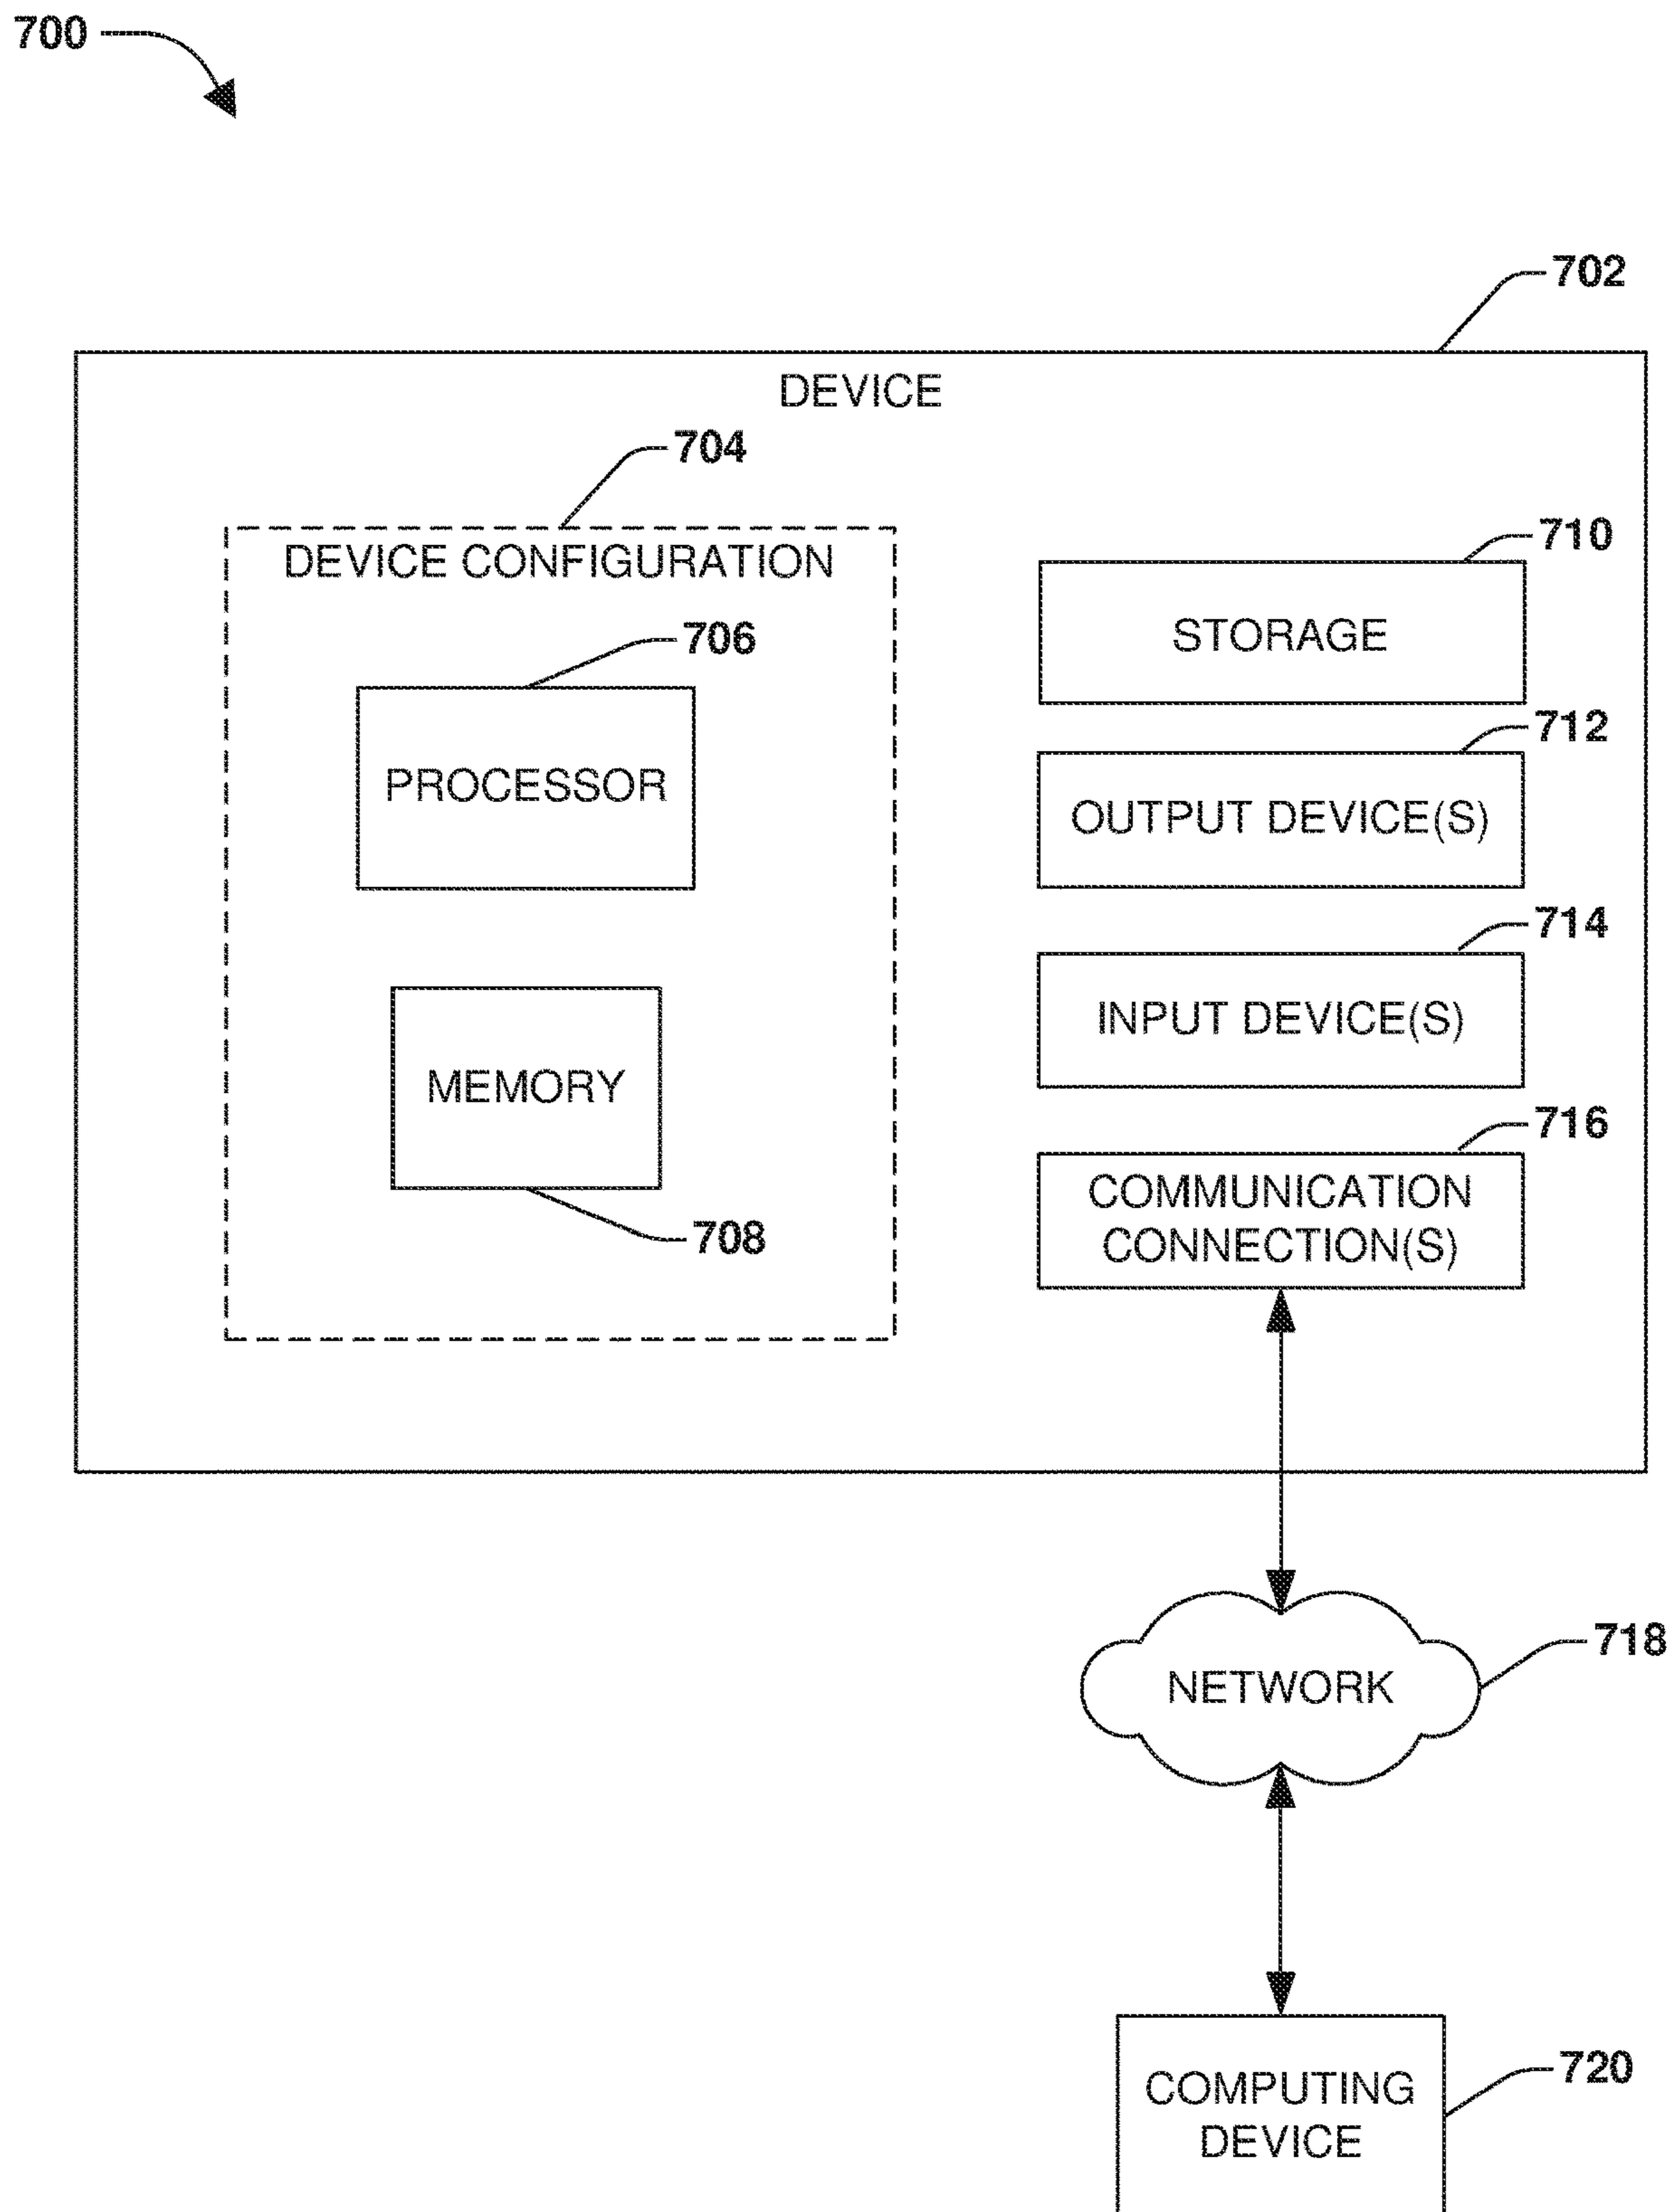 700
702
DEVICE
704
DEVICE CONFIGURATION
706
PROCESSOR
MEMORY
708
710
STORAGE
712
OUTPUT DEVICE(S)
714
INPUT DEVICE(S)
716
COMMUNICATION
CONNECTION(S)
718
NETWORK
720
COMPUTING
DEVICE